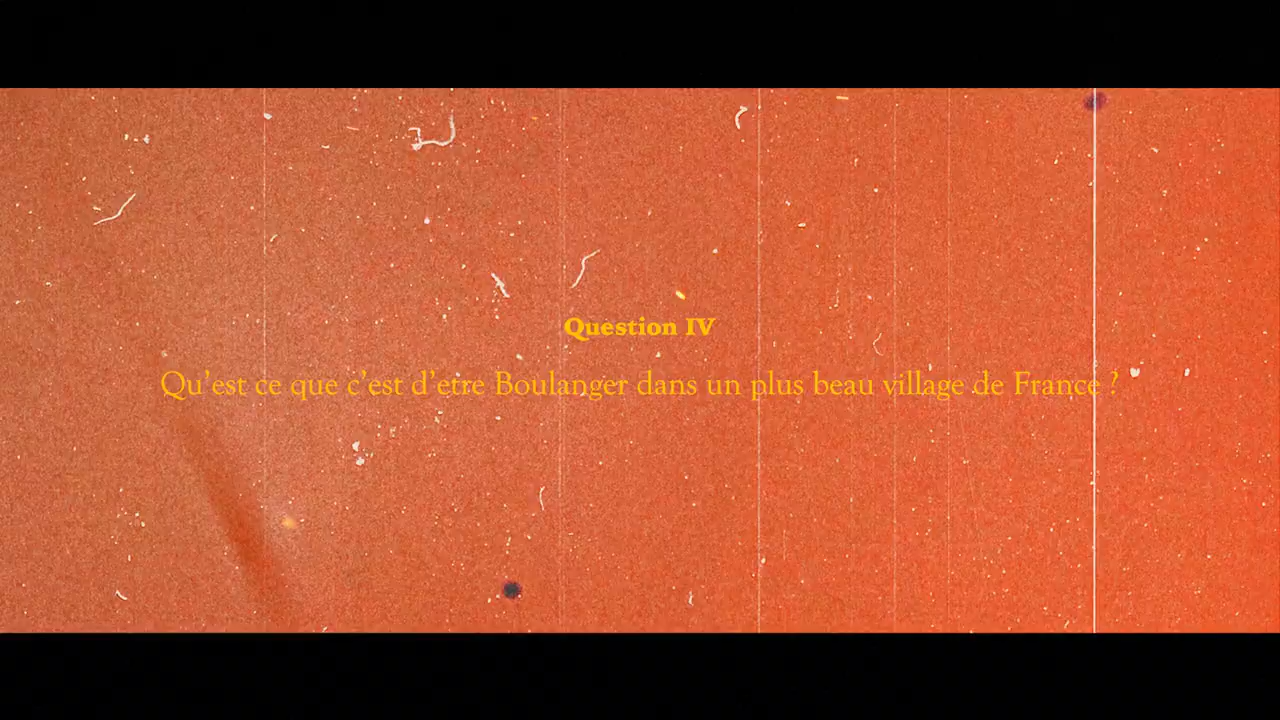 Question IV
Qu’est ce que c’est d’etre Boulanger dans un plus beau village de France ?